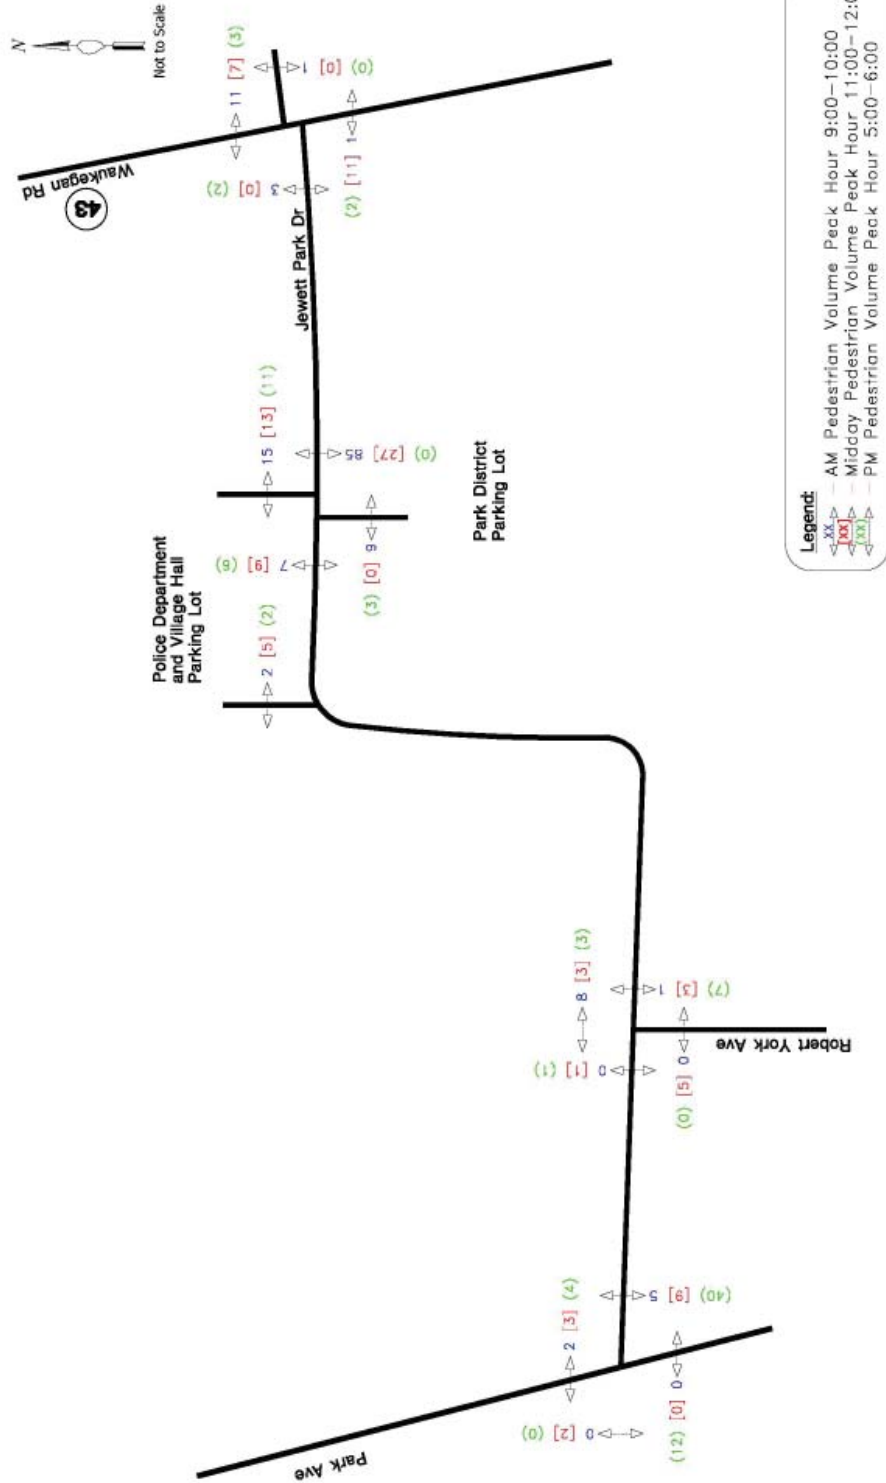 N
Not to Scale
Waukegan Rd
43
11 [7] (3)
1 [0] (0)
3 [0] (2)
(2) [11] 1
Jewett Park Dr
15 [13] (11)
85 [27] (0)
Park District
Parking Lot
7 [9] (6)
(3) [0] 9
Police Department
and Village Hall
Parking Lot
2 [5] (2)
8 [3] (3)
1 [3] (7)
0 [1] (1)
(0) [5] 0
Robert York Ave
2 [3] (4)
5 [9] (40)
0 [2] (0)
(12) [0] 0
Park Ave
Legend:
XX - AM Pedestrian Volume Peak Hour 9:00-10:00
[XX] - Midday Pedestrian Volume Peak Hour 11:00-12:0
(XX) - PM Pedestrian Volume Peak Hour 5:00-6:00